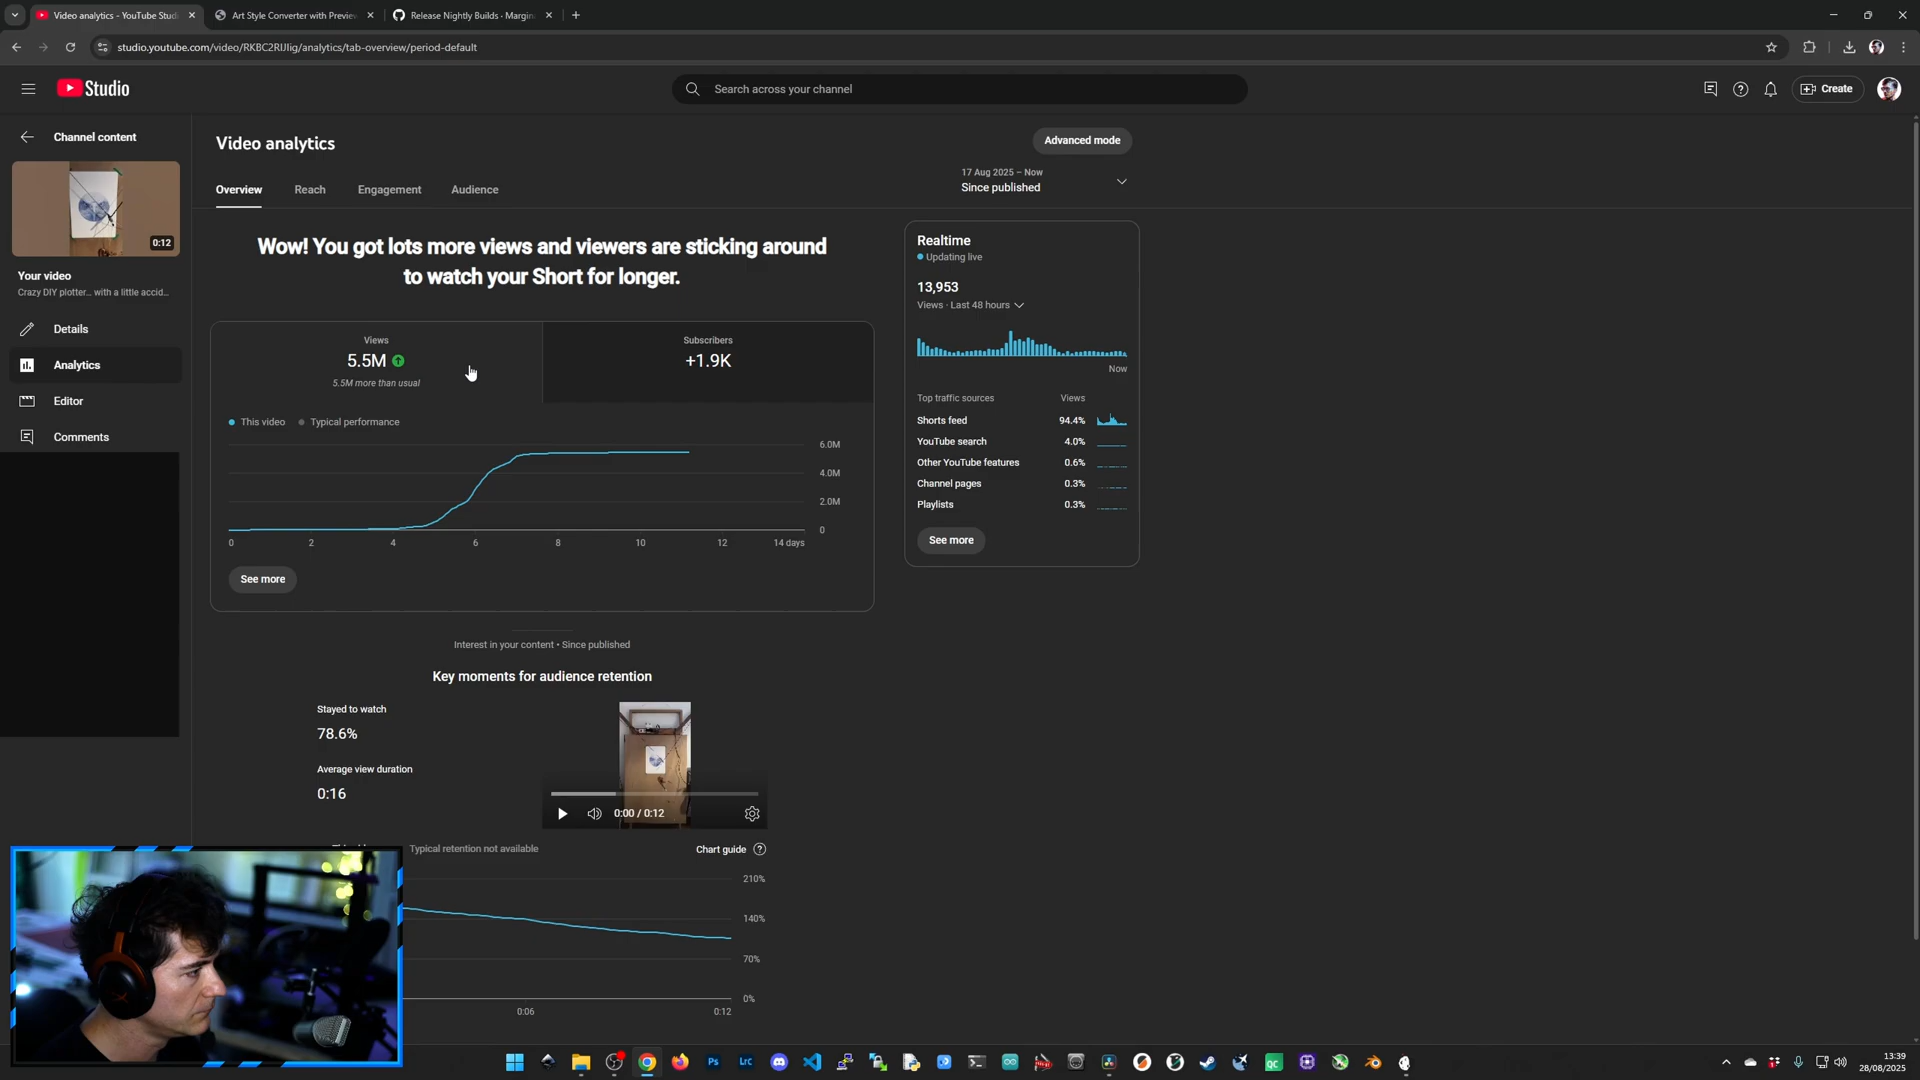 Video analytics - YouTube Studi
Art Style Converter with Preview
Release Nightly Builds - Margina
studio.youtube.com/video/RKBC2RIJlig/analytics/tab-overview/period-default
Studio
Search across your channel
Create
Channel content
0:12
Your video
Crazy DIY plotter… with a little accid…
Details
Analytics
Editor
Comments
Video analytics
Advanced mode
Overview
Reach
Engagement
Audience
17 Aug 2025 – Now
Since published
Wow! You got lots more views and viewers are sticking around
to watch your Short for longer.
Views
5.5M
5.5M more than usual
Subscribers
+1.9K
This video
Typical performance
6.0M
4.0M
2.0M
0
0 2 4 6 8 10 12 14 days
See more
Realtime
Updating live
13,953
Views · Last 48 hours
Now
Top traffic sources Views
Shorts feed 94.4%
YouTube search 4.0%
Other YouTube features 0.6%
Channel pages 0.3%
Playlists 0.3%
See more
Interest in your content • Since published
Key moments for audience retention
Stayed to watch
78.6%
Average view duration
0:16
0:00 / 0:12
Typical retention not available
Chart guide
210%
140%
70%
0%
0:06 0:12
Ps
LrC
QC
13:39
28/08/2025